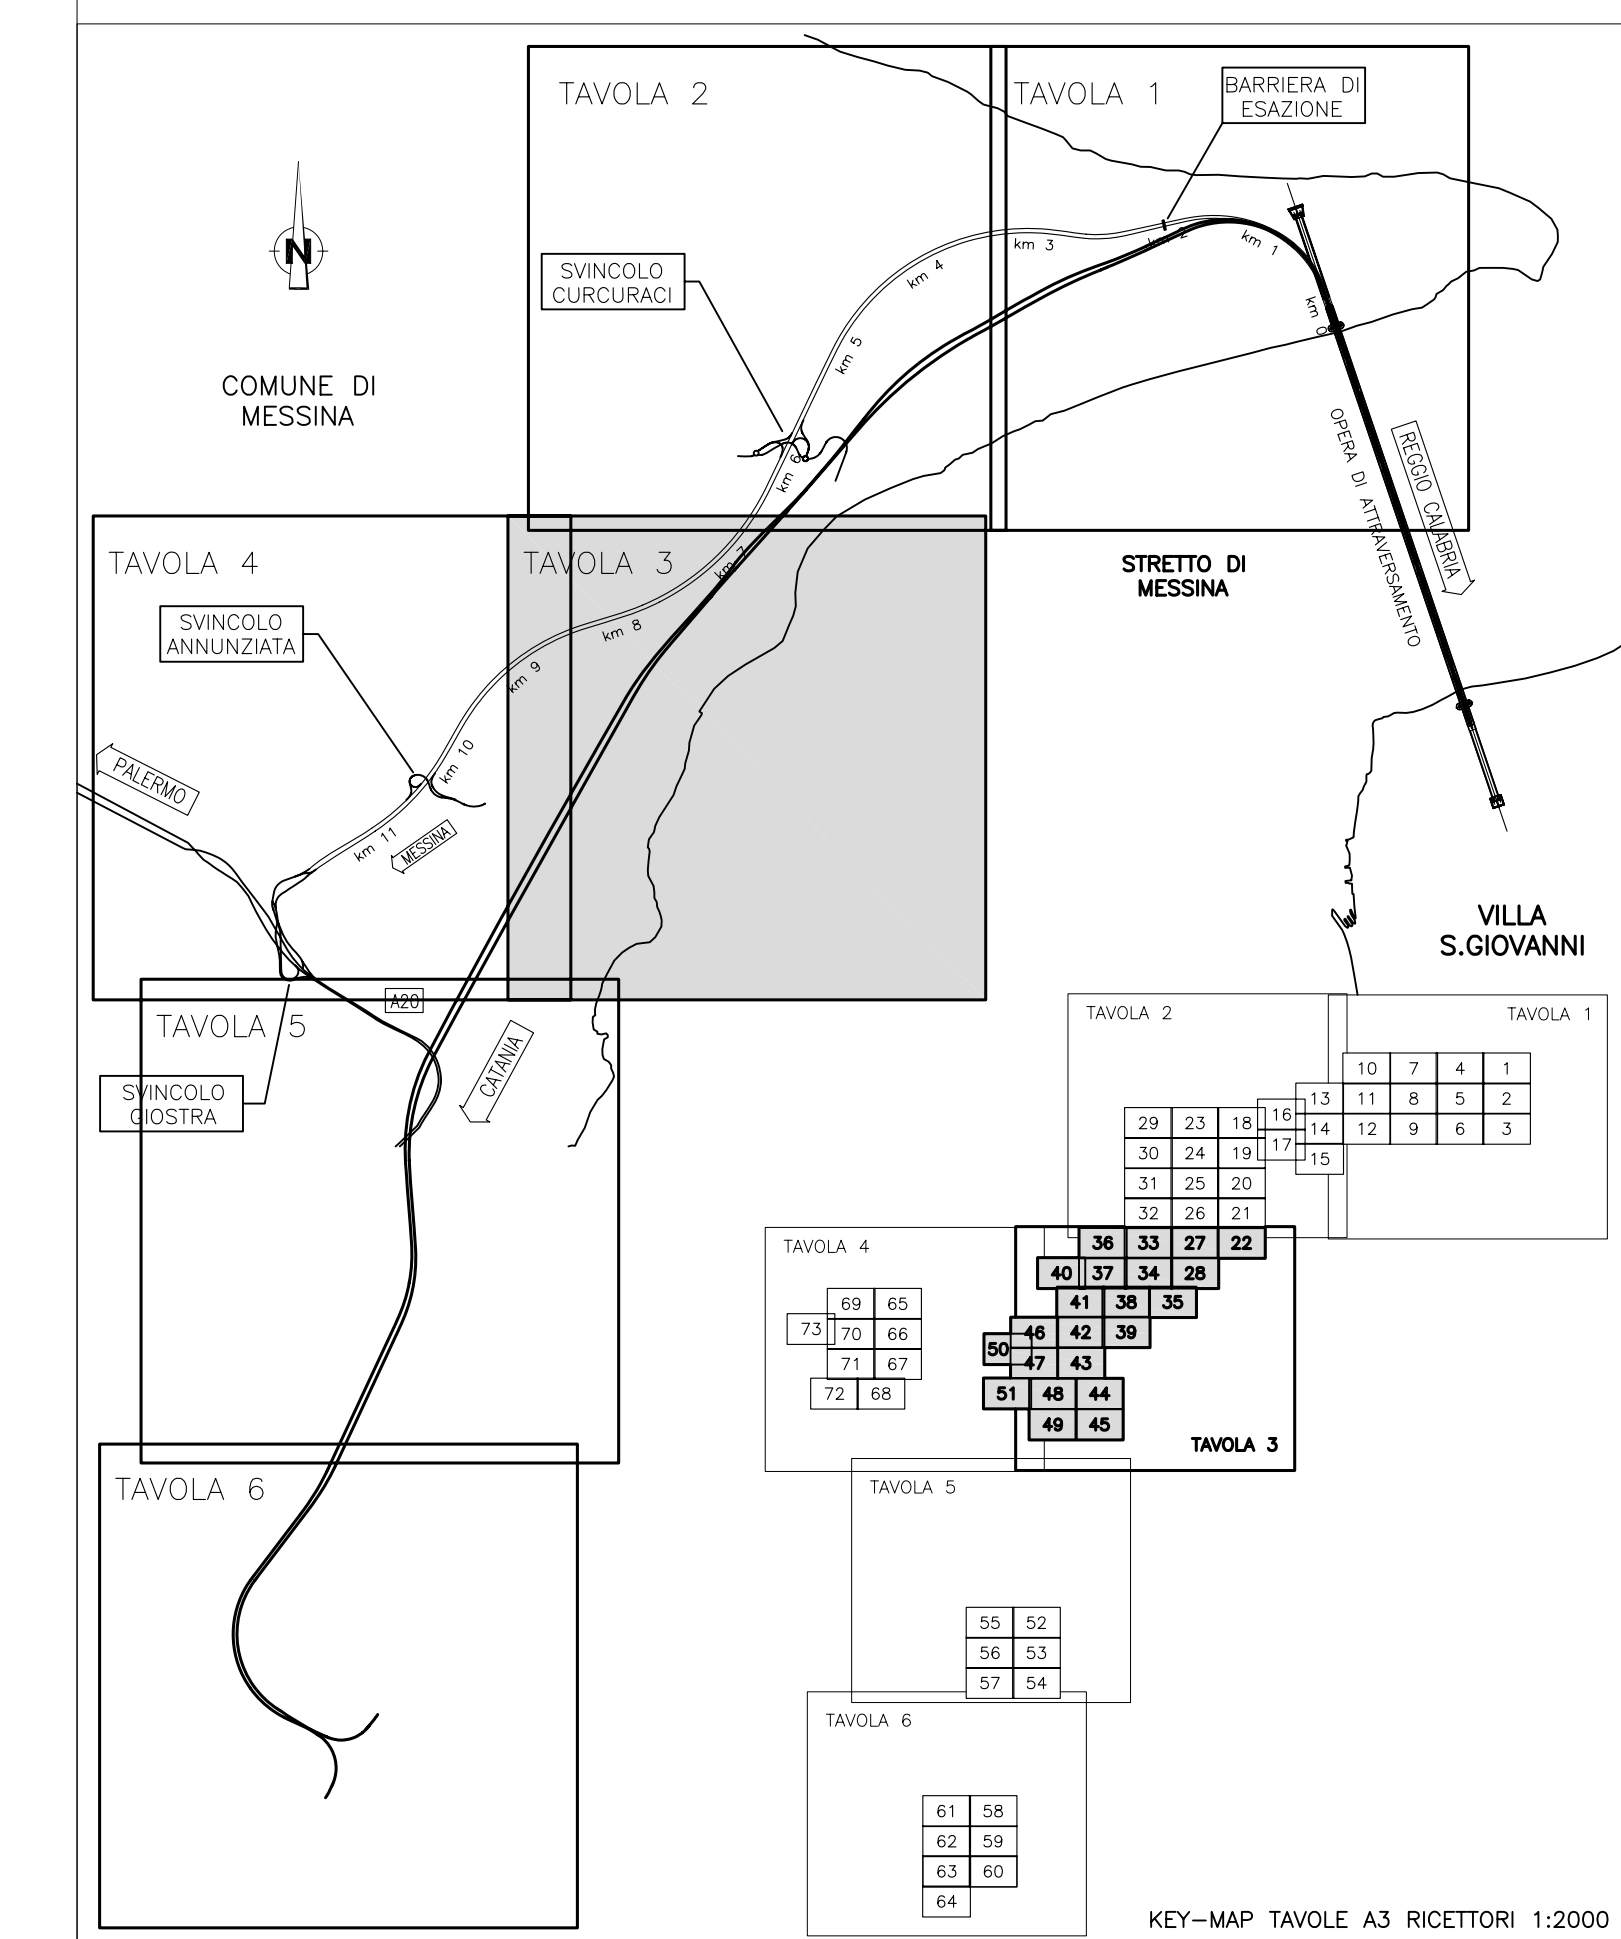 TAVOLA 2
TAVOLA 1
BARRIERA DI
ESAZIONE
N
SVINCOLO
CURCURACI
km 0
km 1
km 2
km 3
km 4
km 5
km 6
km 7
km 8
km 9
km 10
km 11
COMUNE DI
MESSINA
OPERA DI ATTRAVERSAMENTO
REGGIO CALABRIA
TAVOLA 4
TAVOLA 3
STRETTO DI
MESSINA
SVINCOLO
ANNUNZIATA
PALERMO
MESSINA
VILLA
S.GIOVANNI
A20
TAVOLA 5
CATANIA
SVINCOLO
GIOSTRA
TAVOLA 6
TAVOLA 2
TAVOLA 1
10 7 4 1
13 11 8 5 2
16
14 12 9 6 3
17
15
29 23 18
30 24 19
31 25 20
32 26 21
TAVOLA 4
36 33 27 22
40 37 34 28
41 38 35
46 42 39
50
47 43
51 48 44
49 45
TAVOLA 3
69 65
73
70 66
71 67
72 68
TAVOLA 5
55 52
56 53
57 54
TAVOLA 6
61 58
62 59
63 60
64
KEY-MAP TAVOLE A3 RICETTORI 1:2000